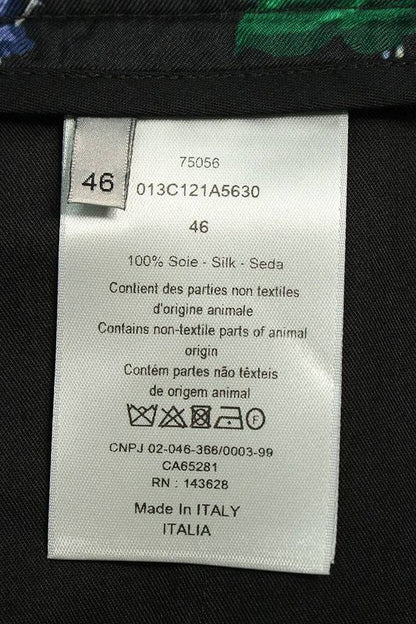 46
75056
013C121A5630
46
100% Soie - Silk - Seda
Contient des parties non textiles
d'origine animale
Contains non-textile parts of animal
origin
Contém partes não têxteis
de origem animal
F
CNPJ 02-046-366/0003-99
CA65281
RN : 143628
Made In ITALY
ITALIA